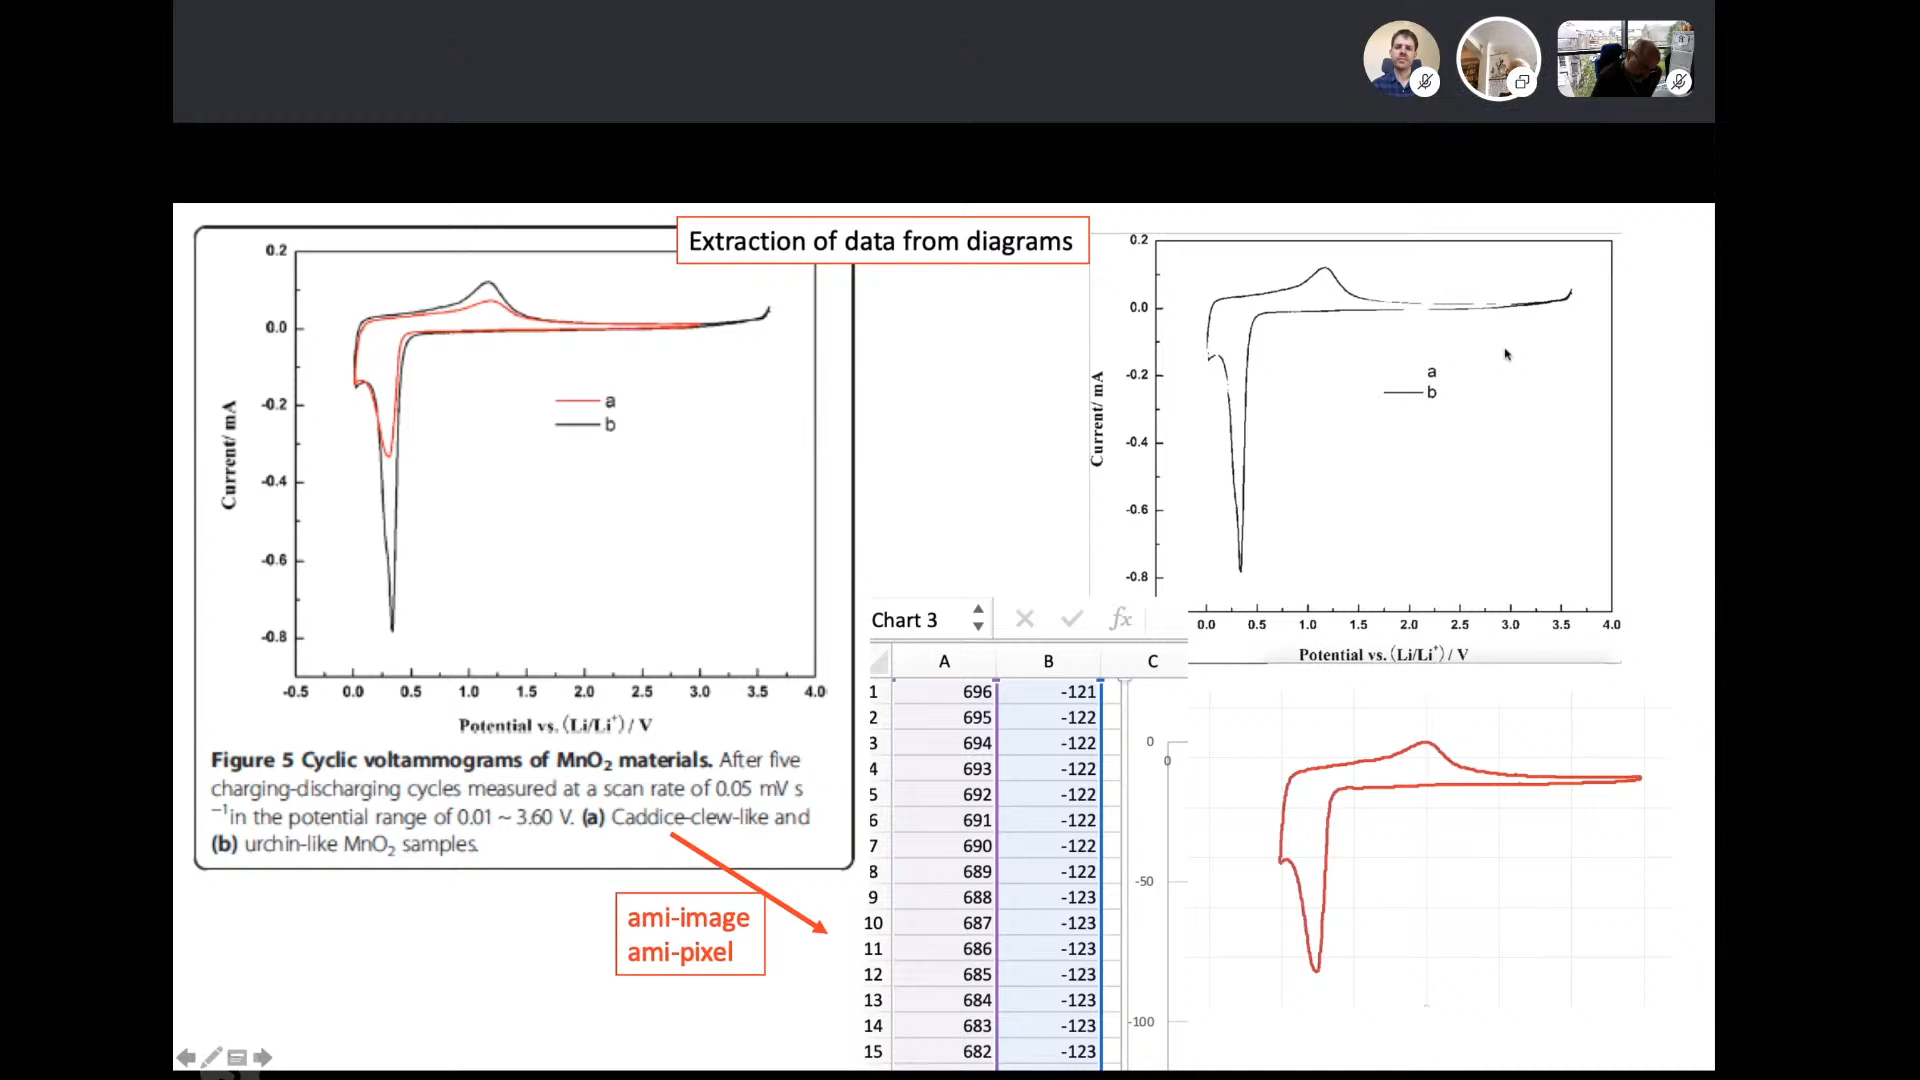 Extraction of data from diagrams
0.2
0.0
-0.2
-0.4
-0.6
-0.8
Current/ mA
a
b
-0.5 0.0 0.5 1.0 1.5 2.0 2.5 3.0 3.5 4.0
Potential vs. (Li/Li⁺) / V
Figure 5 Cyclic voltammograms of MnO₂ materials. After five
charging-discharging cycles measured at a scan rate of 0.05 mV s
⁻¹in the potential range of 0.01 ~ 3.60 V. (a) Caddice-clew-like and
(b) urchin-like MnO₂ samples.
ami-image
ami-pixel
0.2
0.0
-0.2
-0.4
-0.6
-0.8
Current/ mA
a
b
0.0 0.5 1.0 1.5 2.0 2.5 3.0 3.5 4.0
Potential vs. (Li/Li⁺) / V
Chart 3 fx
A B C
1 696 -121
2 695 -122
3 694 -122
4 693 -122
5 692 -122
6 691 -122
7 690 -122
8 689 -122
9 688 -123
10 687 -123
11 686 -123
12 685 -123
13 684 -123
14 683 -123
15 682 -123
0
0
-50
-100